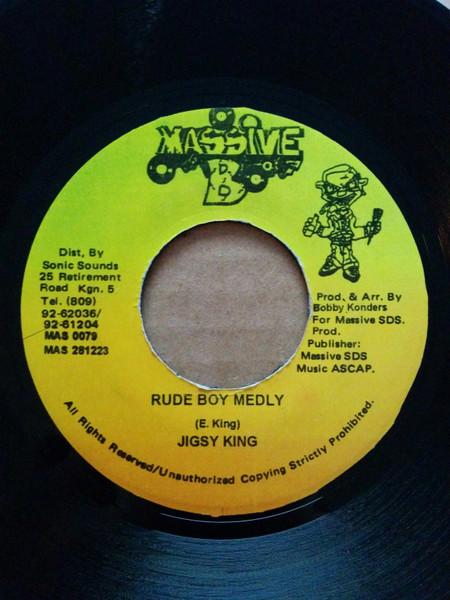 MASSIVE
B
Dist, By
Sonic Sounds
25 Retirement
Road Kgn. 5
Tel. (809)
92-62036/
92-61204
MAS 0079
MAS 281223
Prod. & Arr. By
Bobby Konders
For Massive SDS.
Prod.
Publisher:
Massive SDS
Music ASCAP.
RUDE BOY MEDLY
(E. King)
JIGSY KING
All Rights Reserved/Unauthorized Copying Strictly Prohibited.